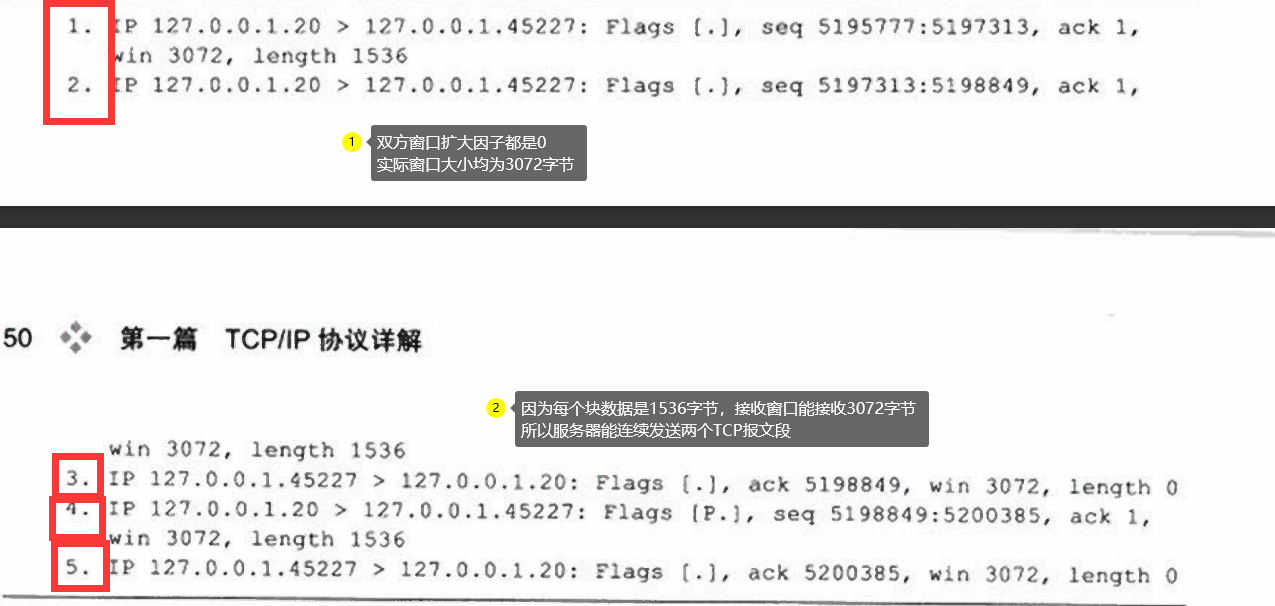 1. IP 127.0.0.1.20 > 127.0.0.1.45227: Flags [.], seq 5195777:5197313, ack 1,
win 3072, length 1536
2. IP 127.0.0.1.20 > 127.0.0.1.45227: Flags [.], seq 5197313:5198849, ack 1,
1 双方窗口扩大因子都是0
实际窗口大小均为3072字节
50 第一篇 TCP/IP 协议详解
2 因为每个块数据是1536字节，接收窗口能接收3072字节
所以服务器能连续发送两个TCP报文段
win 3072, length 1536
3. IP 127.0.0.1.45227 > 127.0.0.1.20: Flags [.], ack 5198849, win 3072, length 0
4. IP 127.0.0.1.20 > 127.0.0.1.45227: Flags [P.], seq 5198849:5200385, ack 1,
win 3072, length 1536
5. IP 127.0.0.1.45227 > 127.0.0.1.20: Flags [.], ack 5200385, win 3072, length 0